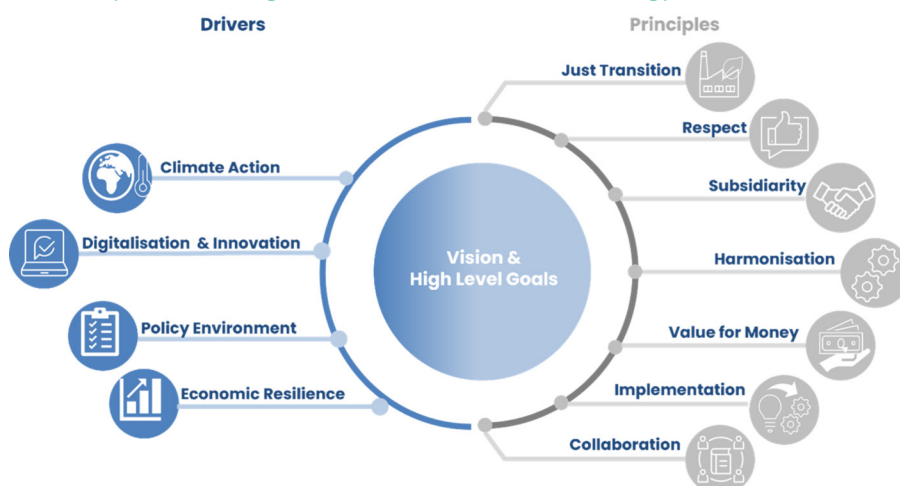 Drivers
Principles
Just Transition
Respect
Climate Action
Subsidiarity
Digitalisation & Innovation
Vision &
High Level Goals
Harmonisation
Policy Environment
Value for Money
Economic Resilience
Implementation
Collaboration